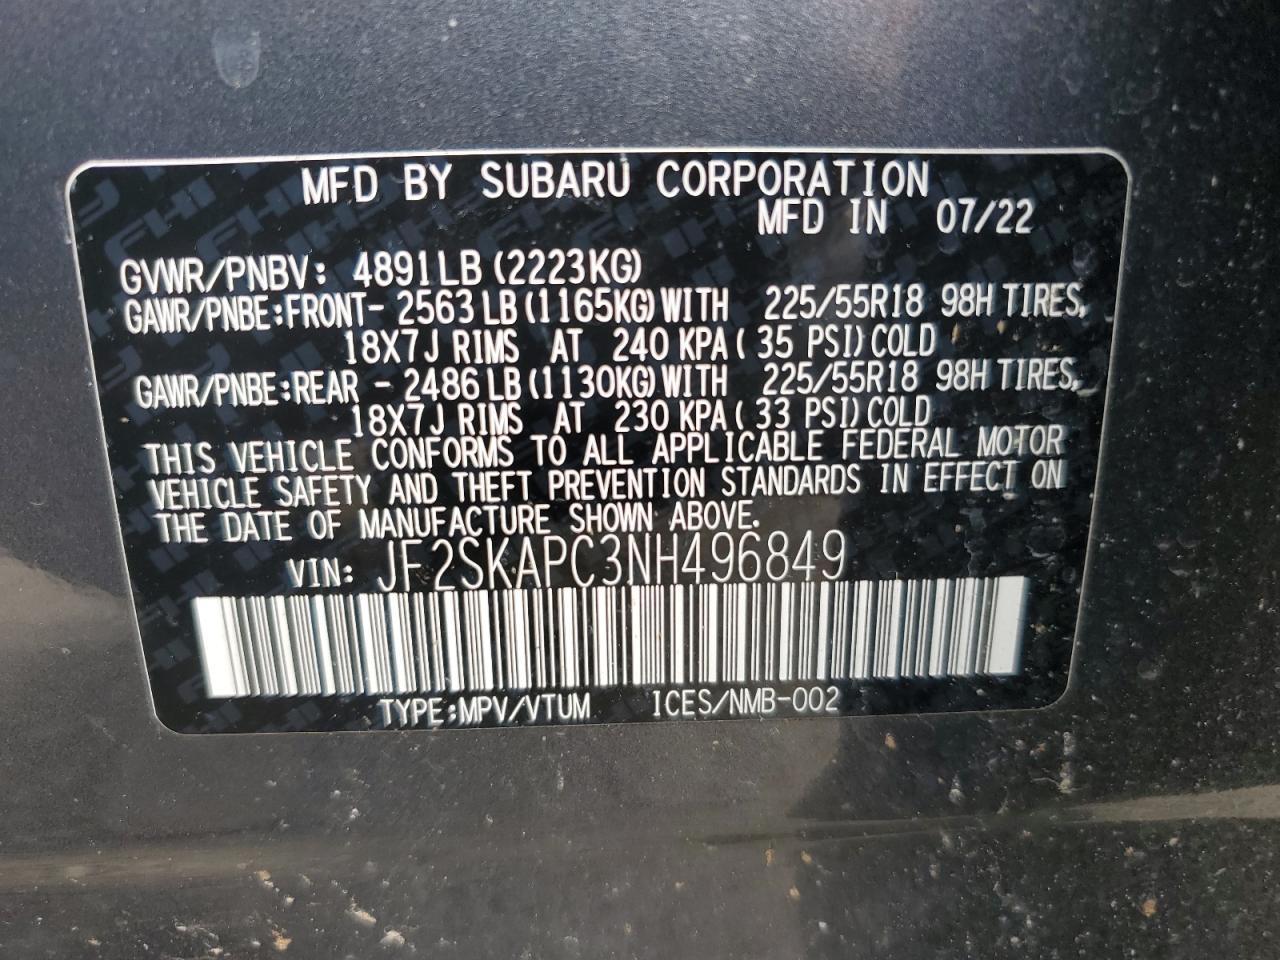 MFD BY SUBARU CORPORATION
MFD IN 07/22
GVWR/PNBV: 4891LB (2223KG)
GAWR/PNBE:FRONT- 2563 LB (1165KG) WITH 225/55R18 98H TIRES,
18X7J RIMS AT 240 KPA ( 35 PSI) COLD
GAWR/PNBE:REAR - 2486 LB (1130KG) WITH 225/55R18 98H TIRES,
18X7J RIMS AT 230 KPA ( 33 PSI) COLD
THIS VEHICLE CONFORMS TO ALL APPLICABLE FEDERAL MOTOR
VEHICLE SAFETY AND THEFT PREVENTION STANDARDS IN EFFECT ON
THE DATE OF MANUFACTURE SHOWN ABOVE.
VIN: JF2SKAPC3NH496849
TYPE:MPV/VTUM ICES/NMB-002